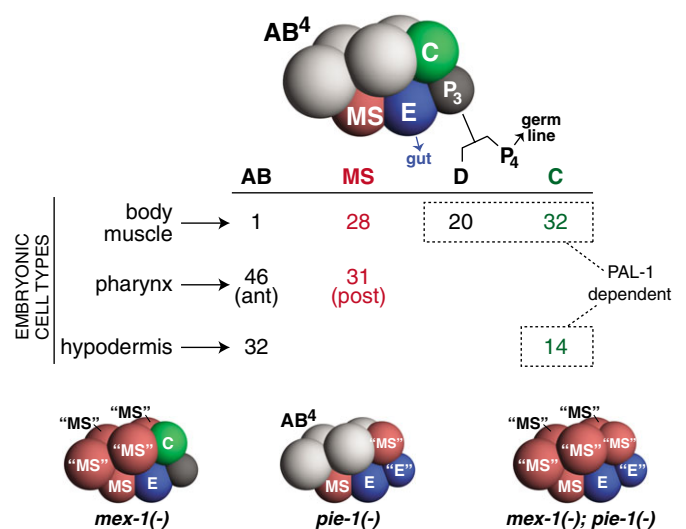 AB⁴
C
P₃
MS
E
germ
line
gut
P₄
AB
MS
D
C
EMBRYONIC
CELL TYPES
body
muscle
1
28
20
32
pharynx
46
(ant)
31
(post)
PAL-1
dependent
hypodermis
32
14
“MS”
“MS”
“MS”
C
“MS”
MS
E
mex-1(-)
AB⁴
“MS”
MS
E
“E”
pie-1(-)
“MS”
“MS”
“MS”
“MS”
“MS”
MS
E
“E”
mex-1(-); pie-1(-)